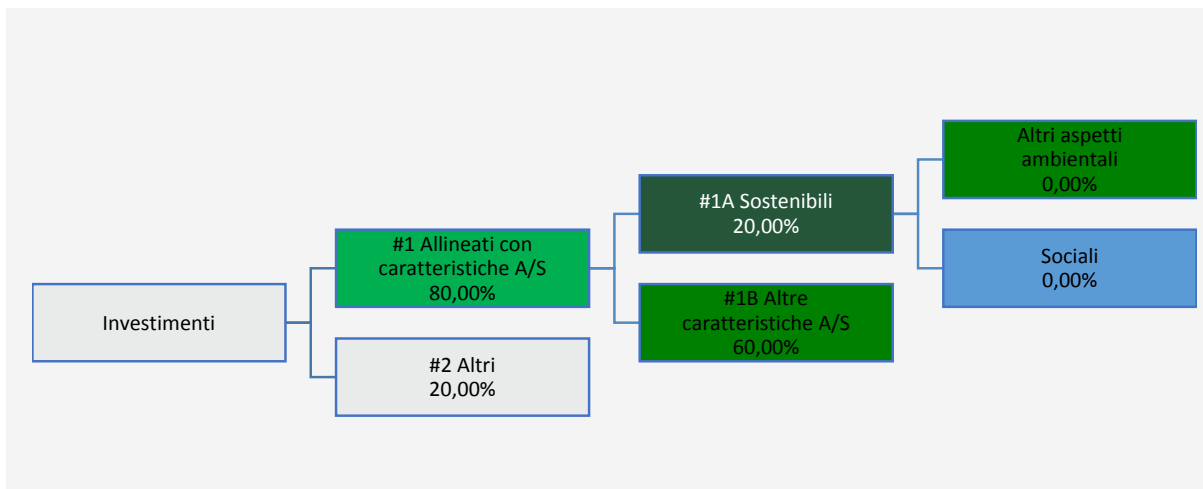 Investimenti
#1 Allineati con
caratteristiche A/S
80,00%
#2 Altri
20,00%
#1A Sostenibili
20,00%
#1B Altre
caratteristiche A/S
60,00%
Altri aspetti
ambientali
0,00%
Sociali
0,00%